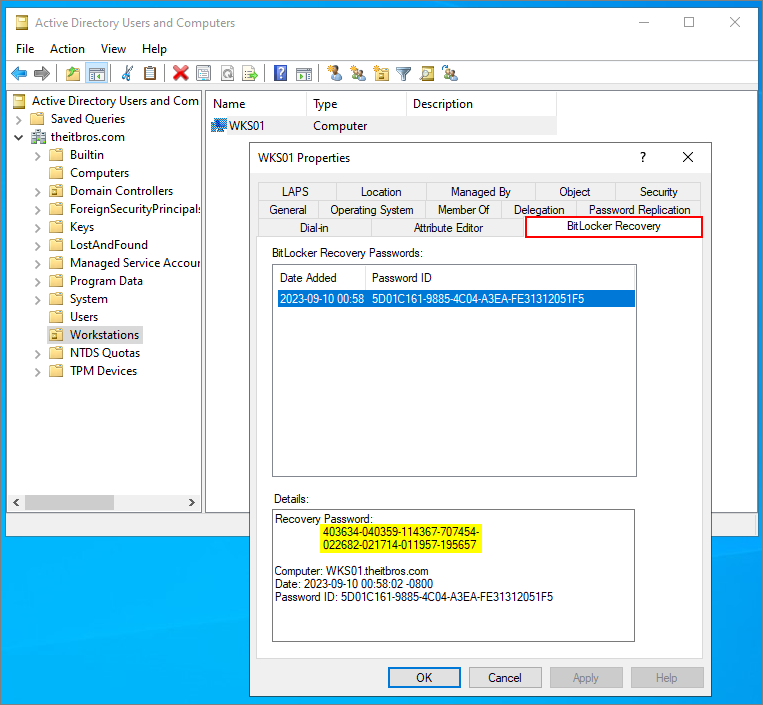 Active Directory Users and Computers
File Action View Help
Active Directory Users and Com
Saved Queries
theitbros.com
Builtin
Computers
Domain Controllers
ForeignSecurityPrincipals
Keys
LostAndFound
Managed Service Accour
Program Data
System
Users
Workstations
NTDS Quotas
TPM Devices
Name Type Description
WKS01 Computer
WKS01 Properties
LAPS Location Managed By Object Security
General Operating System Member Of Delegation Password Replication
Dial-in Attribute Editor BitLocker Recovery
BitLocker Recovery Passwords:
Date Added Password ID
2023-09-10 00:58 5D01C161-9885-4C04-A3EA-FE31312051F5
Details:
Recovery Password:
403634-040359-114367-707454-
022682-021714-011957-195657
Computer: WKS01.theitbros.com
Date: 2023-09-10 00:58:02 -0800
Password ID: 5D01C161-9885-4C04-A3EA-FE31312051F5
OK Cancel Apply Help